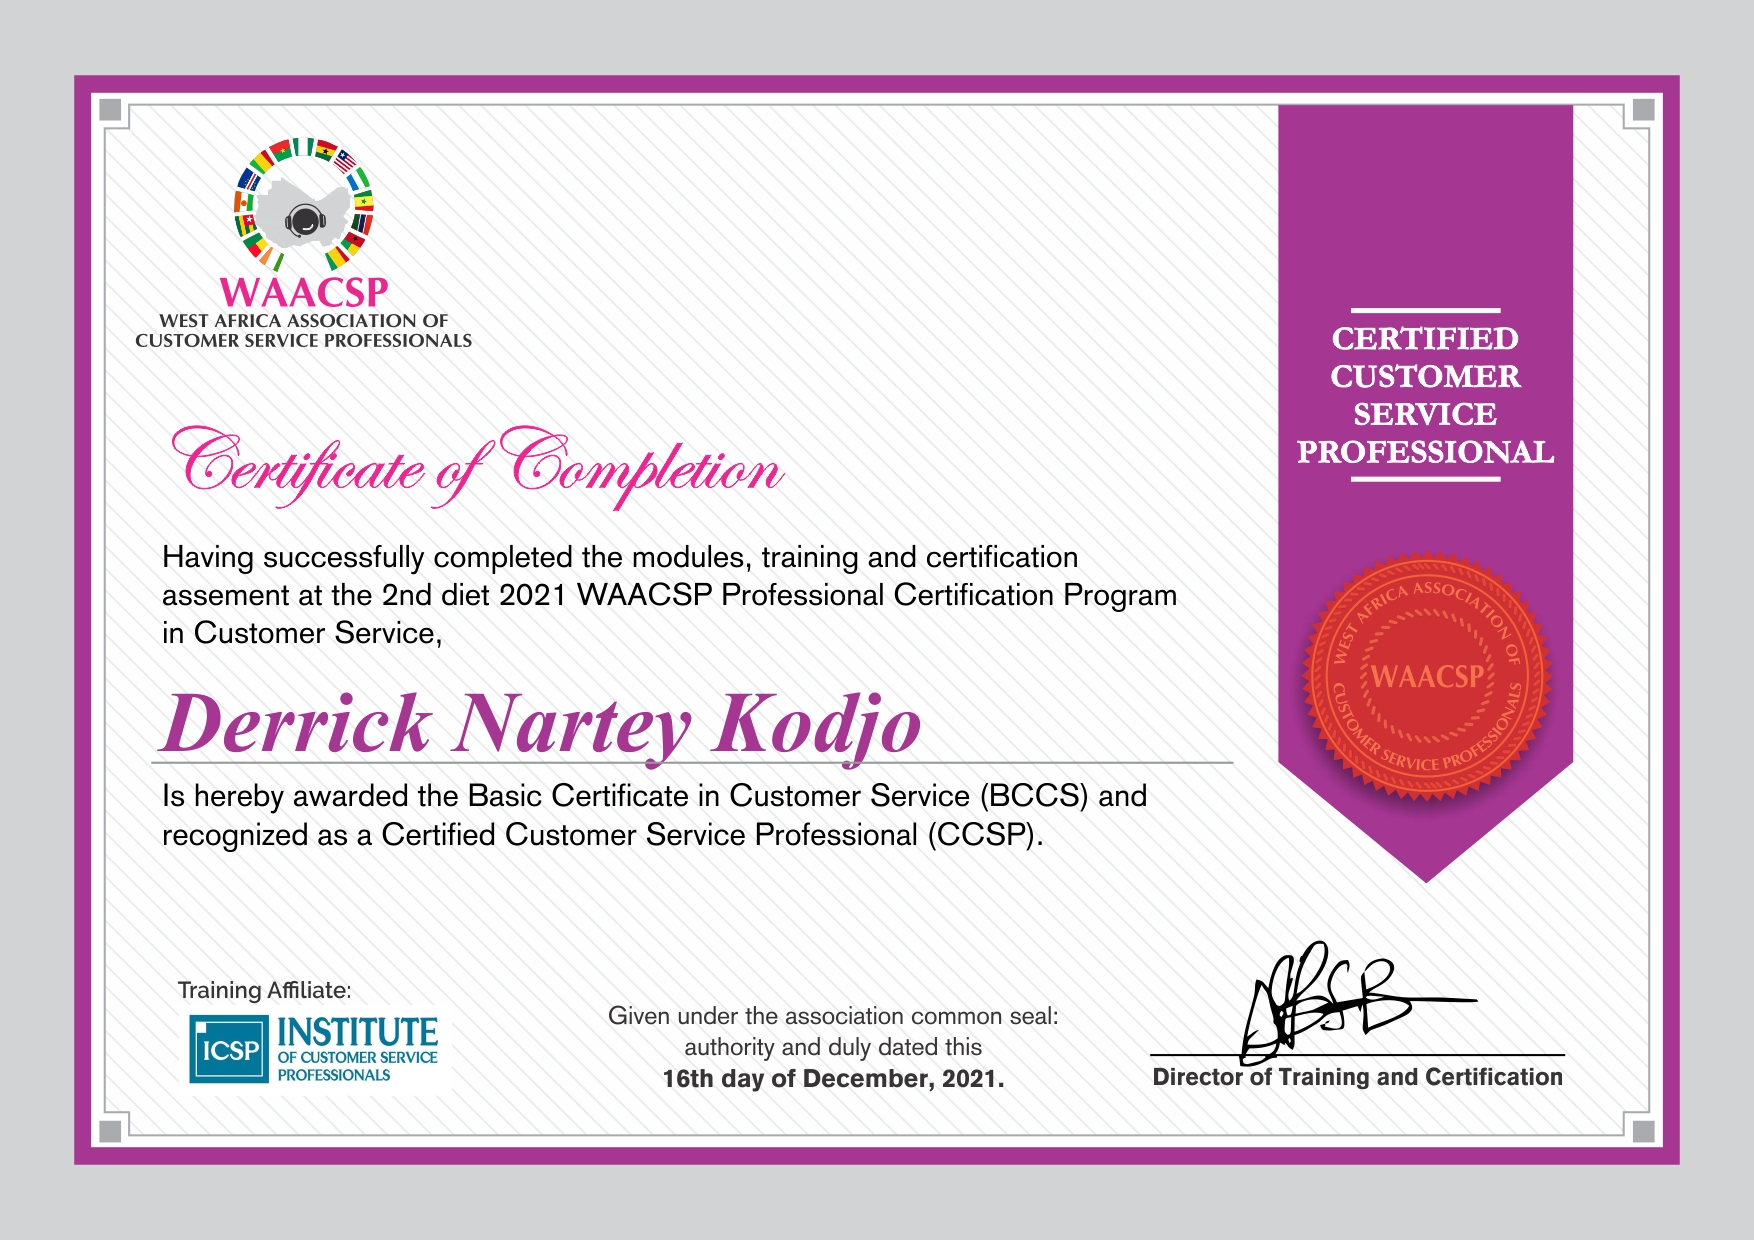 WAACSP
WEST AFRICA ASSOCIATION OF
CUSTOMER SERVICE PROFESSIONALS
CERTIFIED
CUSTOMER
SERVICE
PROFESSIONAL
Certificate of Completion
Having successfully completed the modules, training and certification
assement at the 2nd diet 2021 WAACSP Professional Certification Program
in Customer Service,
Derrick Nartey Kodjo
Is hereby awarded the Basic Certificate in Customer Service (BCCS) and
recognized as a Certified Customer Service Professional (CCSP).
WEST AFRICA ASSOCIATION OF
WAACSP
CUSTOMER SERVICE PROFESSIONALS
Training Affiliate:
ICSP
INSTITUTE
OF CUSTOMER SERVICE
PROFESSIONALS
Given under the association common seal:
authority and duly dated this
16th day of December, 2021.
Director of Training and Certification